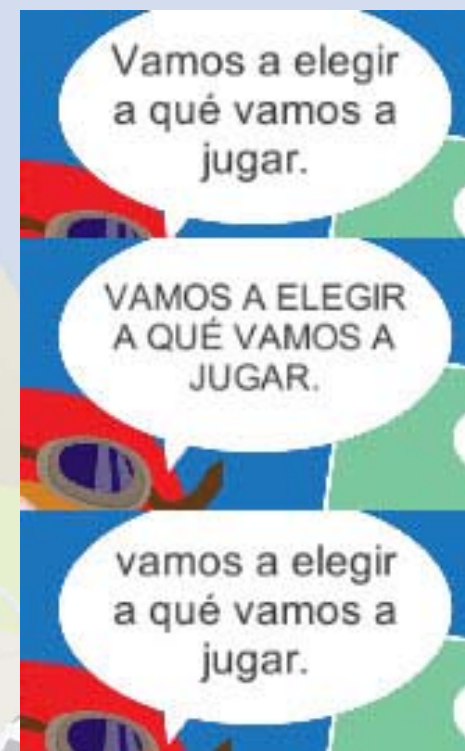 Vamos a elegir
a qué vamos a
jugar.
VAMOS A ELEGIR
A QUÉ VAMOS A
JUGAR.
vamos a elegir
a qué vamos a
jugar.